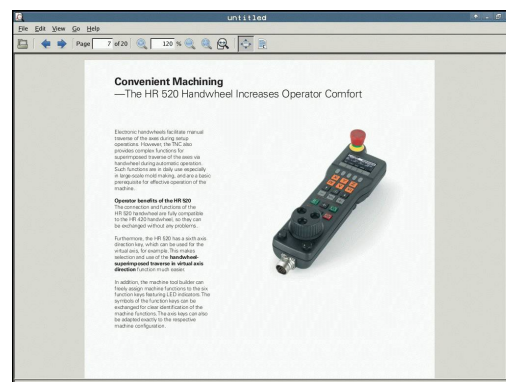 untitled
File Edit View Go Help
Page 7 of 20 120 %
Convenient Machining
—The HR 520 Handwheel Increases Operator Comfort
Electronic handwheels facilitate manual
traverse of the axes during setup
operations. However, the TNC also
provides complex functions for
superimposed traverse of the axes via
handwheel during automatic operation.
Such functions are in daily use especially
in large-scale mold making, and are a basic
prerequisite for effective operation of the
machine.
Operator benefits of the HR 520
The connection and functions of the
HR 520 handwheel are fully compatible
to the HR 420 handwheel, so they can
be exchanged without any problems.
Furthermore, the HR 520 has a sixth axis
direction key, which can be used for the
virtual axis, for example. This makes
selection and use of the handwheel-
superimposed traverse in virtual axis
direction function much easier.
In addition, the machine tool builder can
freely assign machine functions to the six
function keys featuring LED indicators. The
symbols of the function keys can be
exchanged for clear identification of the
machine functions. The axis keys can also
be adapted exactly to the respective
machine configuration.